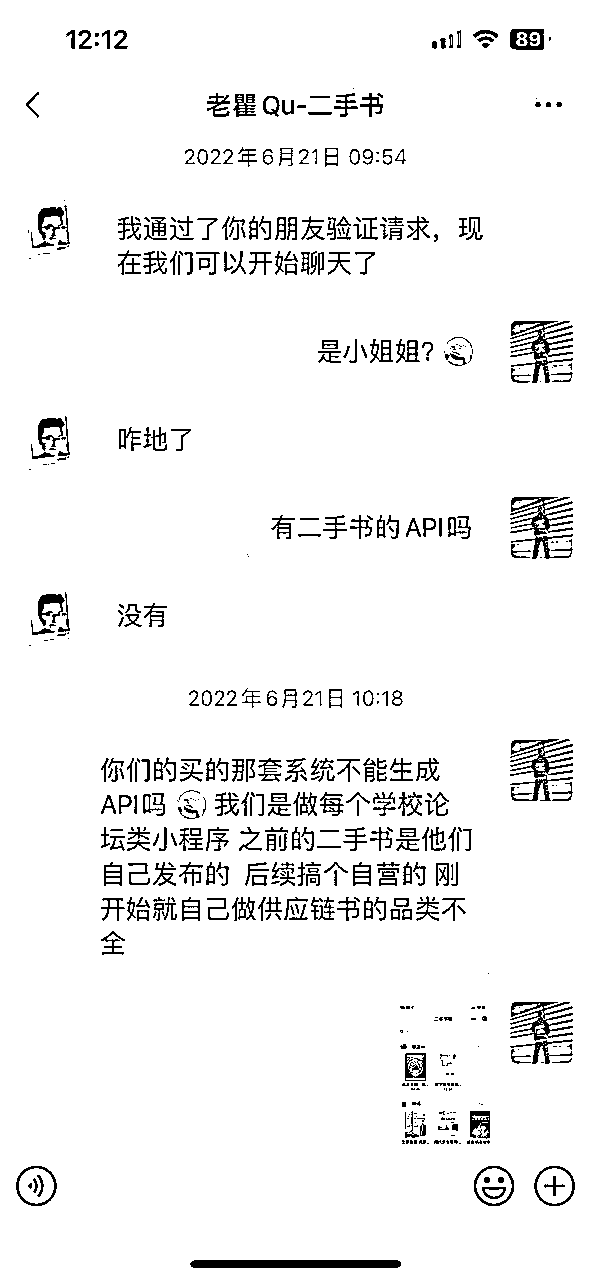 12:12
89
老瞿Qu-二手书
2022年6月21日 09:54
我通过了你的朋友验证请求，现
在我们可以开始聊天了
是小姐姐？
咋地了
有二手书的API吗
没有
2022年6月21日 10:18
你们的买的那套系统不能生成
API吗 我们是做每个学校论
坛类小程序 之前的二手书是他们
自己发布的 后续搞个自营的 刚
开始就自己做供应链书的品类不
全